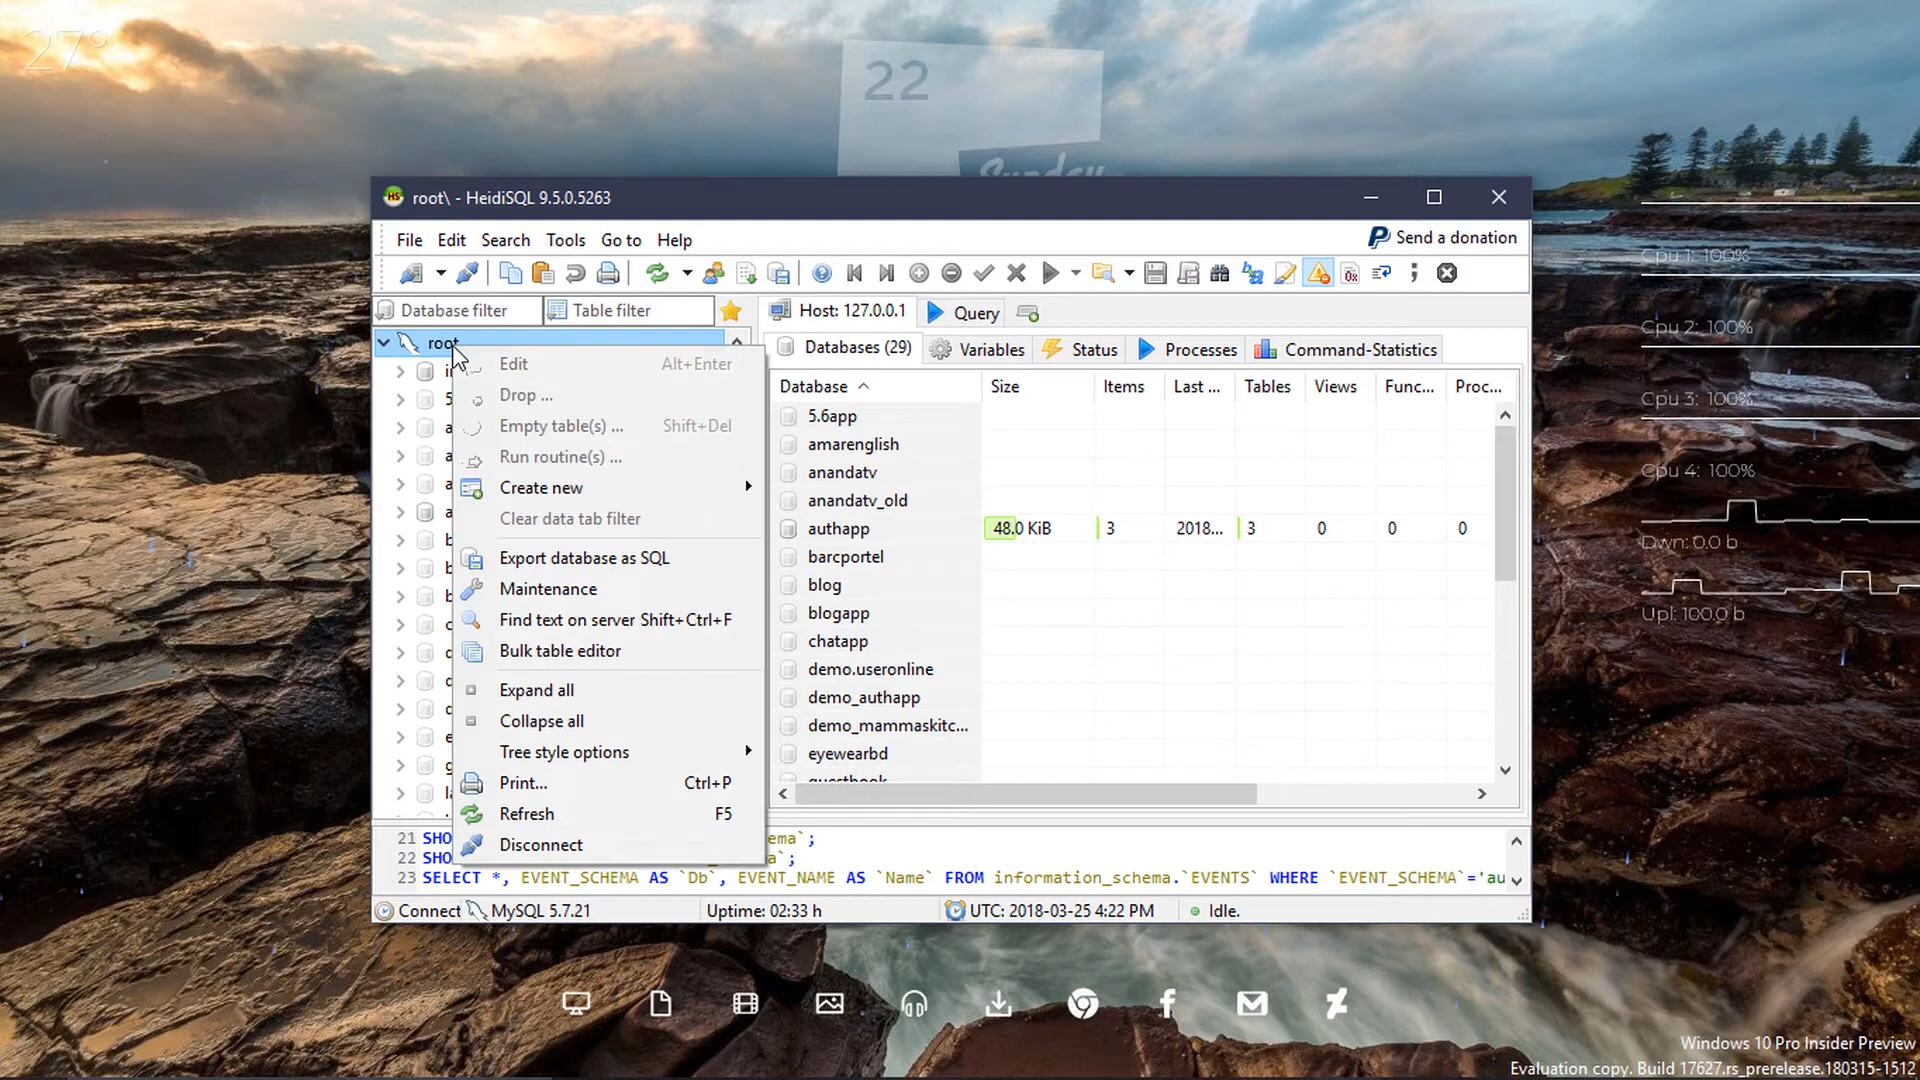 27°
22
Sunday
root\ - HeidiSQL 9.5.0.5263
File Edit Search Tools Go to Help
Send a donation
Database filter Table filter
Host: 127.0.0.1 Query
root
Databases (29) Variables Status Processes Command-Statistics
Database Size Items Last ... Tables Views Func... Proc...
5.6app
amarenglish
anandatv
anandatv_old
authapp 48.0 KiB 3 2018... 3 0 0 0
barcportel
blog
blogapp
chatapp
demo.useronline
demo_authapp
demo_mammaskitc...
eyewearbd
guestbook
Edit Alt+Enter
Drop ...
Empty table(s) ... Shift+Del
Run routine(s) ...
Create new
Clear data tab filter
Export database as SQL
Maintenance
Find text on server Shift+Ctrl+F
Bulk table editor
Expand all
Collapse all
Tree style options
Print... Ctrl+P
Refresh F5
Disconnect
21 SHO ema`;
22 SHO a`;
23 SELECT *, EVENT_SCHEMA AS `Db`, EVENT_NAME AS `Name` FROM information_schema.`EVENTS` WHERE `EVENT_SCHEMA`='au
Connect MySQL 5.7.21 Uptime: 02:33 h UTC: 2018-03-25 4:22 PM Idle.
Cpu 1: 100%
Cpu 2: 100%
Cpu 3: 100%
Cpu 4: 100%
Dwn: 0.0 b
Upl: 100.0 b
Windows 10 Pro Insider Preview
Evaluation copy. Build 17627.rs_prerelease.180315-1512